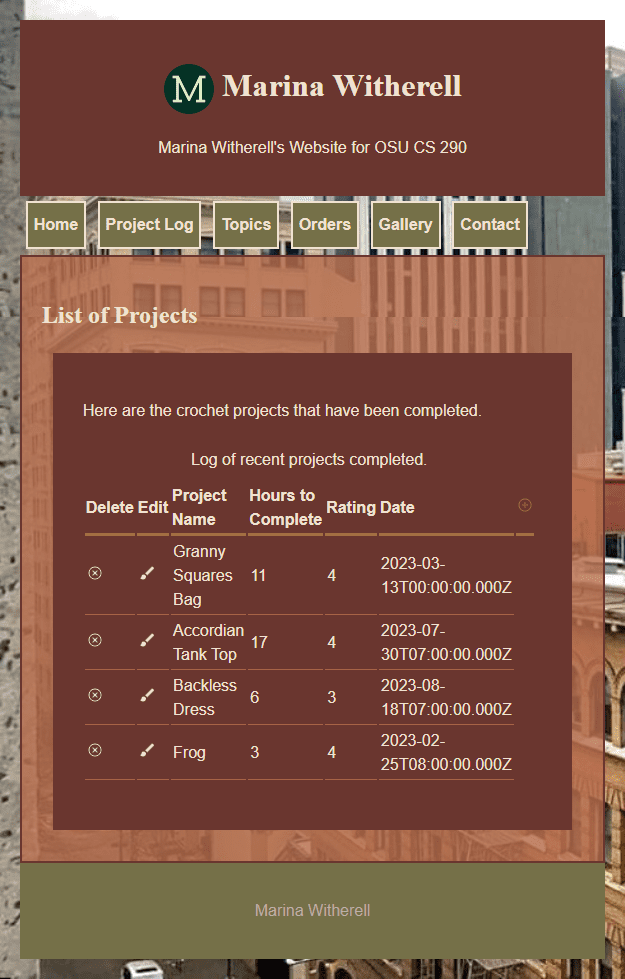 M Marina Witherell
Marina Witherell's Website for OSU CS 290
Home Project Log Topics Orders Gallery Contact
List of Projects
Here are the crochet projects that have been completed.
Log of recent projects completed.
Delete Edit Project Name Hours to Complete Rating Date
Granny Squares Bag 11 4 2023-03-13T00:00:00.000Z
Accordian Tank Top 17 4 2023-07-30T07:00:00.000Z
Backless Dress 6 3 2023-08-18T07:00:00.000Z
Frog 3 4 2023-02-25T08:00:00.000Z
Marina Witherell